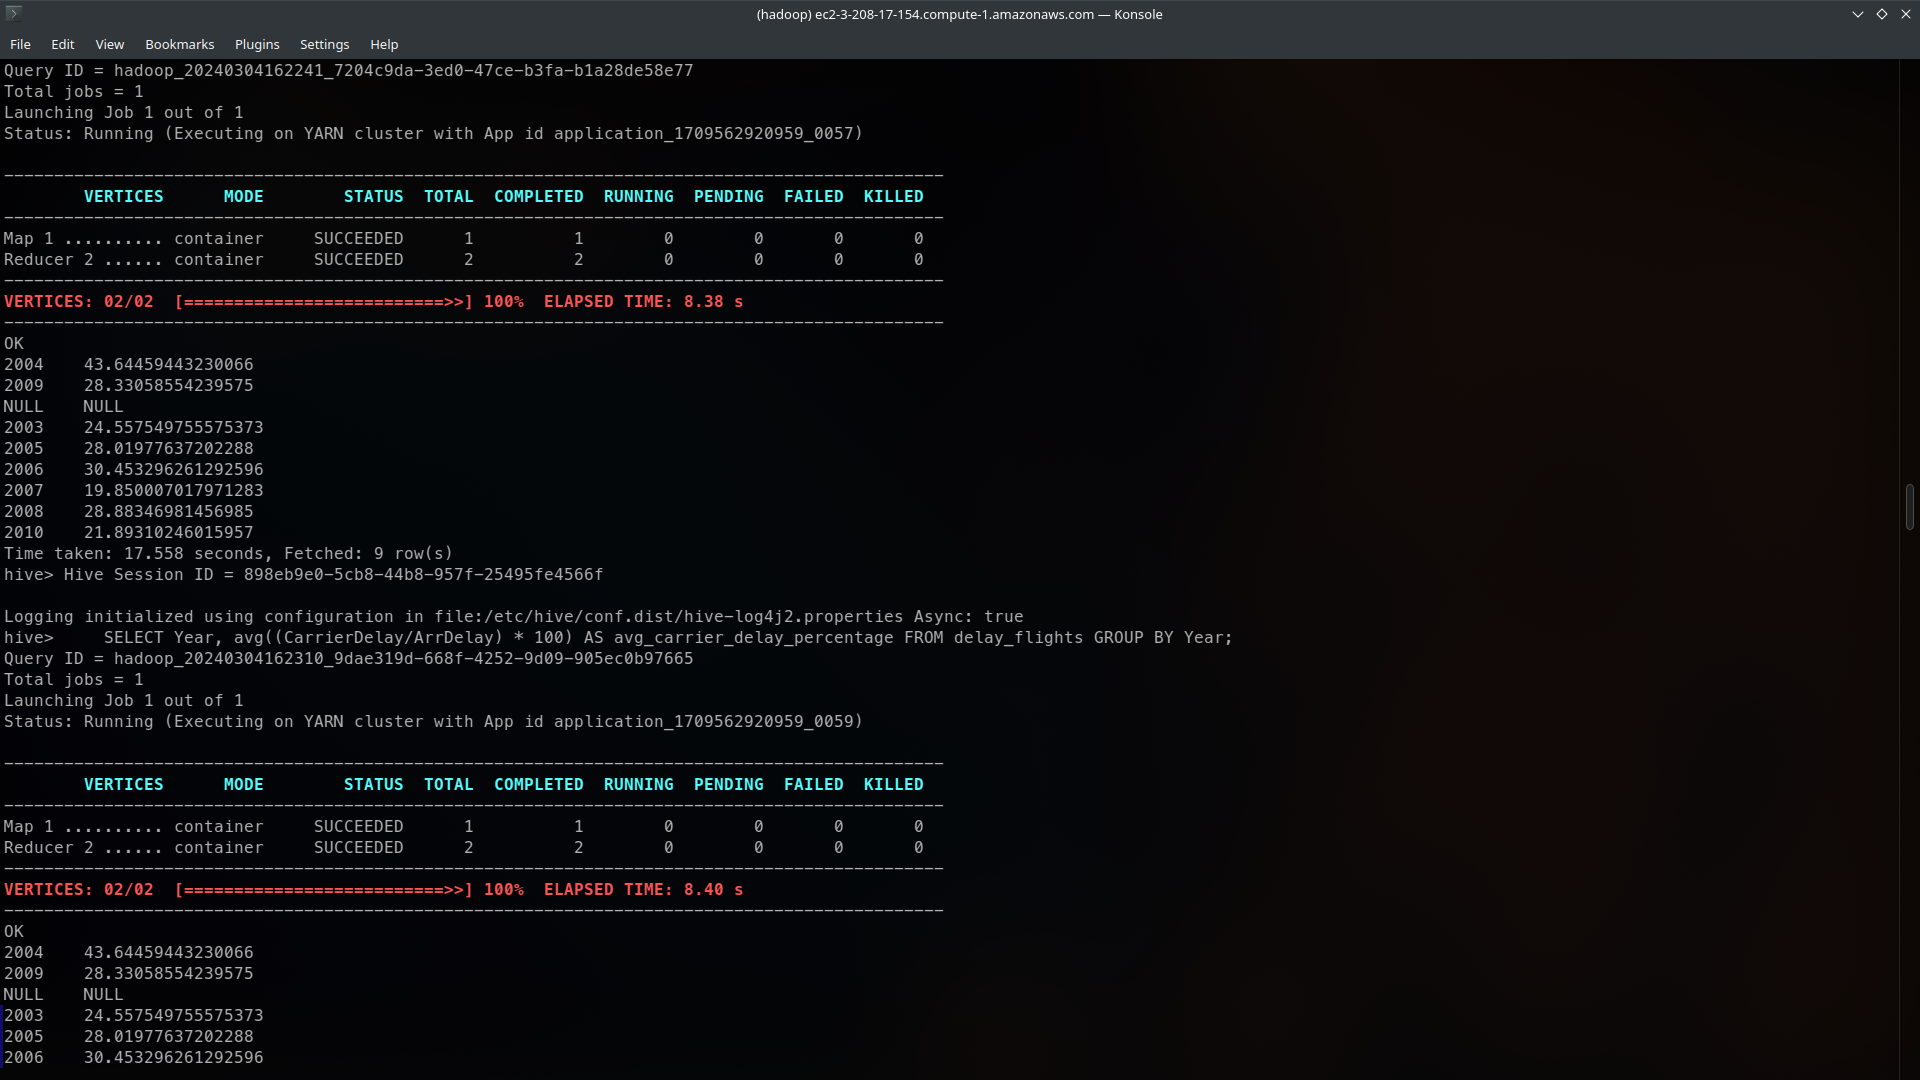 (hadoop) ec2-3-208-17-154.compute-1.amazonaws.com — Konsole
File Edit View Bookmarks Plugins Settings Help
Query ID = hadoop_20240304162241_7204c9da-3ed0-47ce-b3fa-b1a28de58e77
Total jobs = 1
Launching Job 1 out of 1
Status: Running (Executing on YARN cluster with App id application_1709562920959_0057)

----------------------------------------------------------------------------------------------
        VERTICES      MODE        STATUS  TOTAL  COMPLETED  RUNNING  PENDING  FAILED  KILLED
----------------------------------------------------------------------------------------------
Map 1 .......... container     SUCCEEDED      1          1        0        0       0       0
Reducer 2 ...... container     SUCCEEDED      2          2        0        0       0       0
----------------------------------------------------------------------------------------------
VERTICES: 02/02  [==========================>>] 100%  ELAPSED TIME: 8.38 s
----------------------------------------------------------------------------------------------
OK
2004    43.64459443230066
2009    28.33058554239575
NULL    NULL
2003    24.557549755575373
2005    28.01977637202288
2006    30.453296261292596
2007    19.850007017971283
2008    28.88346981456985
2010    21.89310246015957
Time taken: 17.558 seconds, Fetched: 9 row(s)
hive> Hive Session ID = 898eb9e0-5cb8-44b8-957f-25495fe4566f

Logging initialized using configuration in file:/etc/hive/conf.dist/hive-log4j2.properties Async: true
hive>     SELECT Year, avg((CarrierDelay/ArrDelay) * 100) AS avg_carrier_delay_percentage FROM delay_flights GROUP BY Year;
Query ID = hadoop_20240304162310_9dae319d-668f-4252-9d09-905ec0b97665
Total jobs = 1
Launching Job 1 out of 1
Status: Running (Executing on YARN cluster with App id application_1709562920959_0059)

----------------------------------------------------------------------------------------------
        VERTICES      MODE        STATUS  TOTAL  COMPLETED  RUNNING  PENDING  FAILED  KILLED
----------------------------------------------------------------------------------------------
Map 1 .......... container     SUCCEEDED      1          1        0        0       0       0
Reducer 2 ...... container     SUCCEEDED      2          2        0        0       0       0
----------------------------------------------------------------------------------------------
VERTICES: 02/02  [==========================>>] 100%  ELAPSED TIME: 8.40 s
----------------------------------------------------------------------------------------------
OK
2004    43.64459443230066
2009    28.33058554239575
NULL    NULL
2003    24.557549755575373
2005    28.01977637202288
2006    30.453296261292596